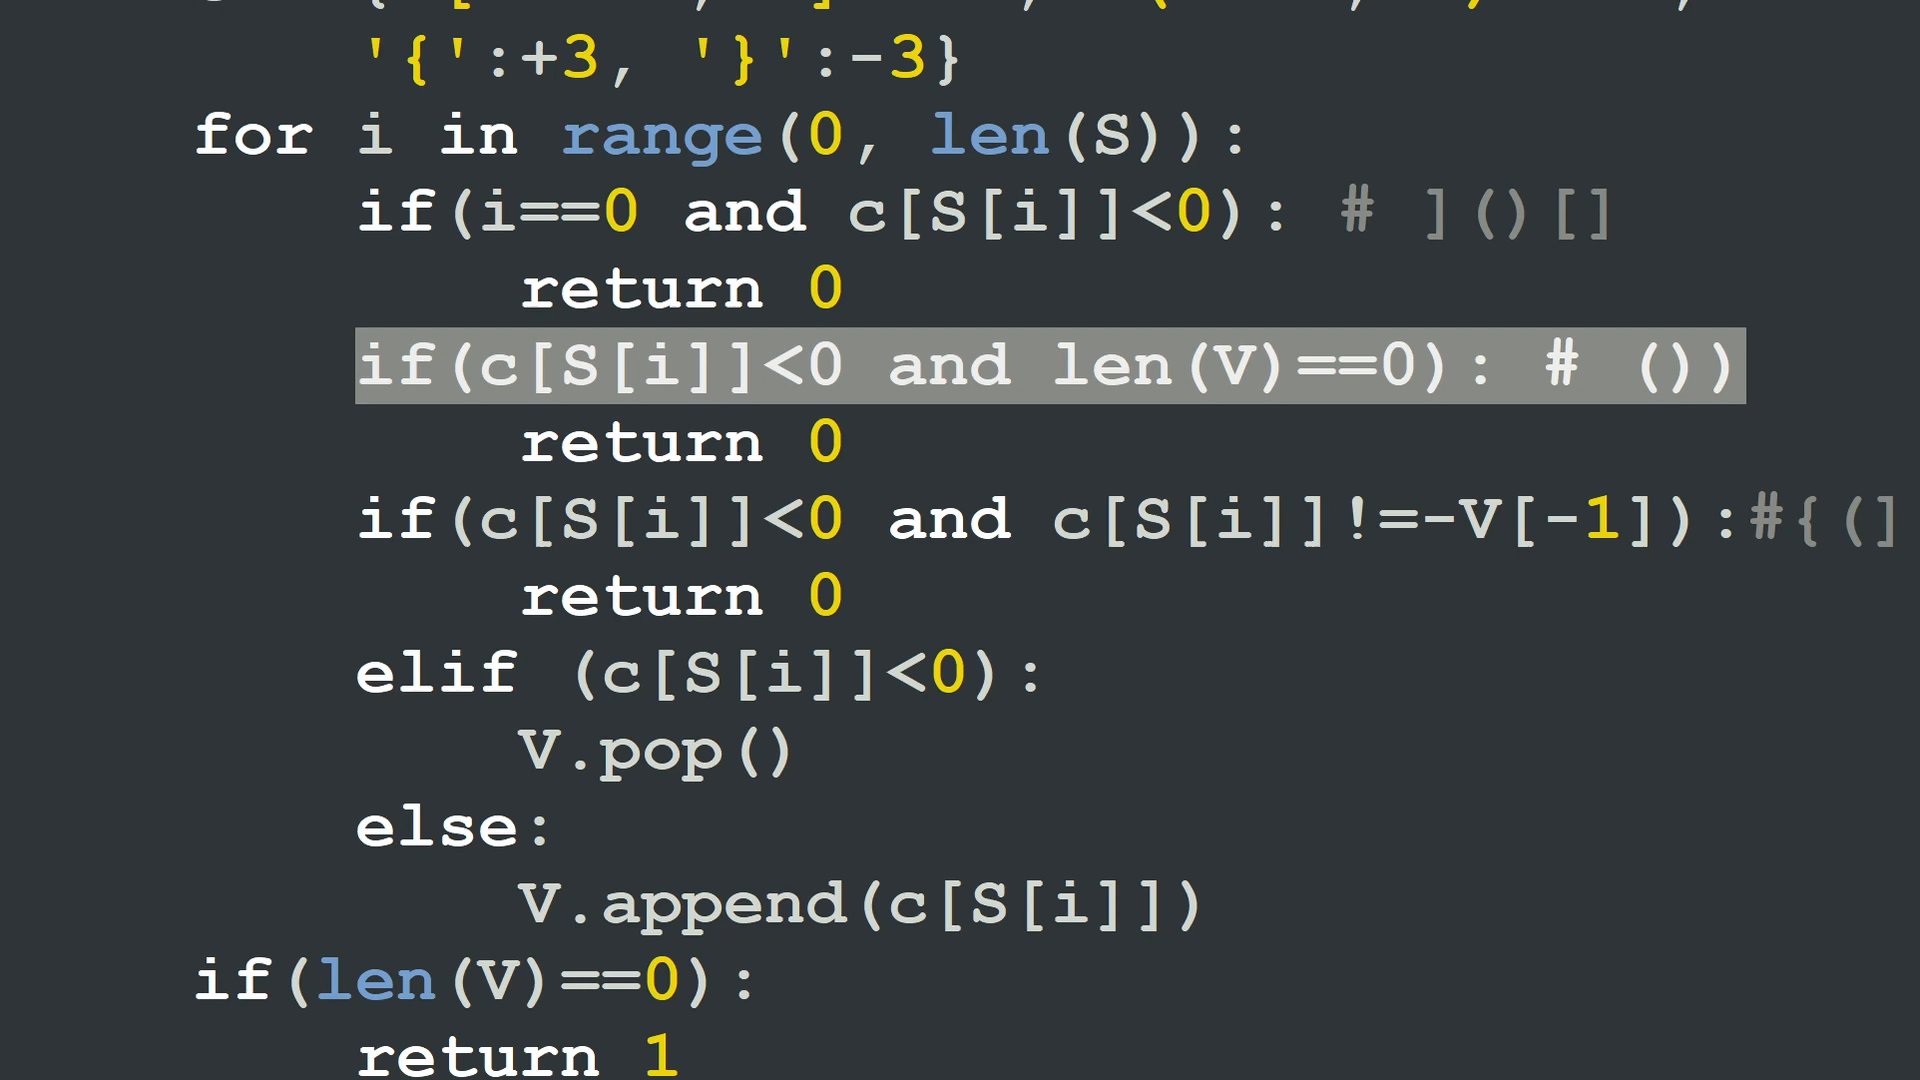 '{':+3, '}':-3}
for i in range(0, len(S)):
if(i==0 and c[S[i]]<0): # ]()[]
return 0
if(c[S[i]]<0 and len(V)==0): # ())
return 0
if(c[S[i]]<0 and c[S[i]]!=-V[-1]):#{(]
return 0
elif (c[S[i]]<0):
V.pop()
else:
V.append(c[S[i]])
if(len(V)==0):
return 1